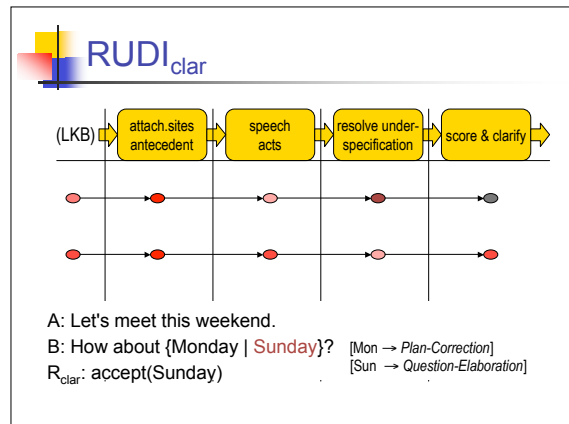 RUDIclar
(LKB)
attach.sites
antecedent
speech
acts
resolve under-
specification
score & clarify
A: Let's meet this weekend.
B: How about {Monday | Sunday}?
[Mon → Plan-Correction]
[Sun → Question-Elaboration]
Rclar: accept(Sunday)